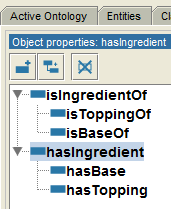 Active Ontology Entities Cl
Object properties: hasIngredient
isIngredientOf
isToppingOf
isBaseOf
hasIngredient
hasBase
hasTopping